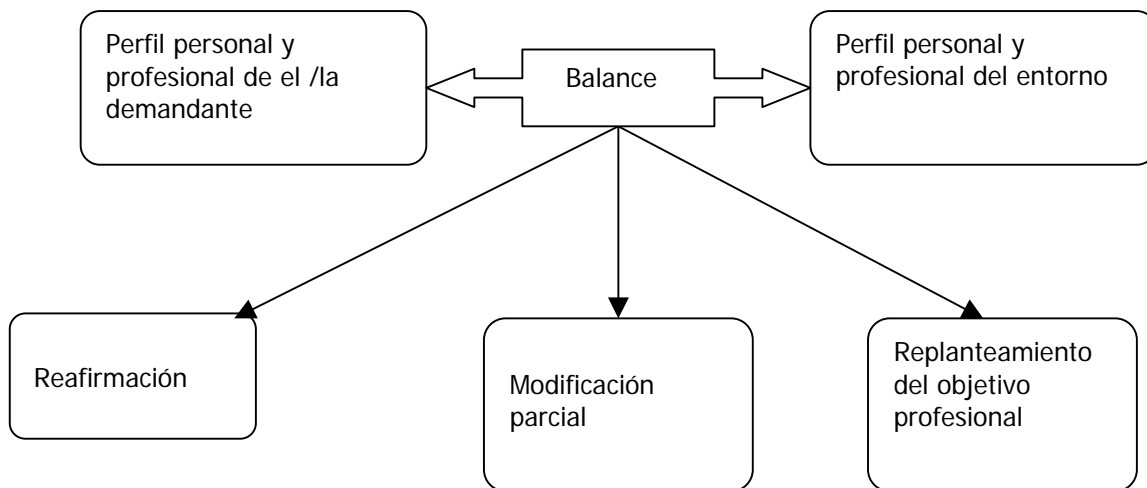 Perfil personal y
profesional de el /la
demandante
Balance
Perfil personal y
profesional del entorno
Reafirmación
Modificación
parcial
Replanteamiento
del objetivo
profesional